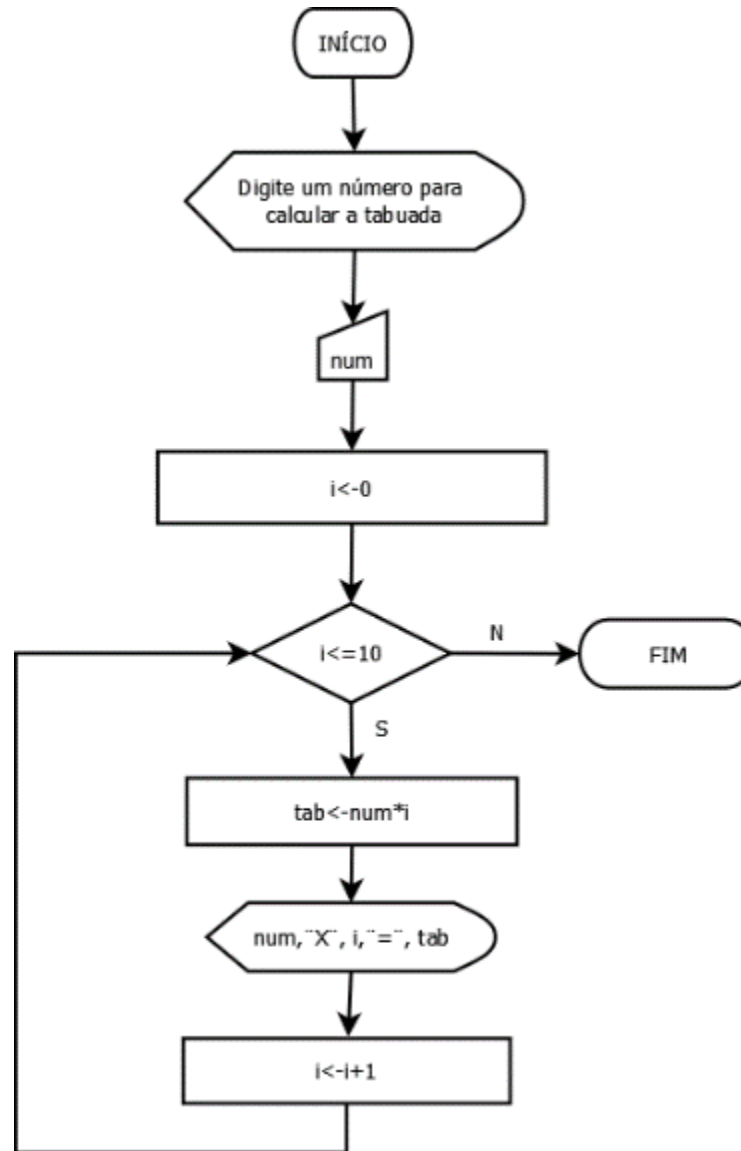 INÍCIO
Digite um número para
calcular a tabuada
num
i<-0
i<=10
N
FIM
S
tab<-num*i
num,¨X¨, i,¨=¨, tab
i<-i+1